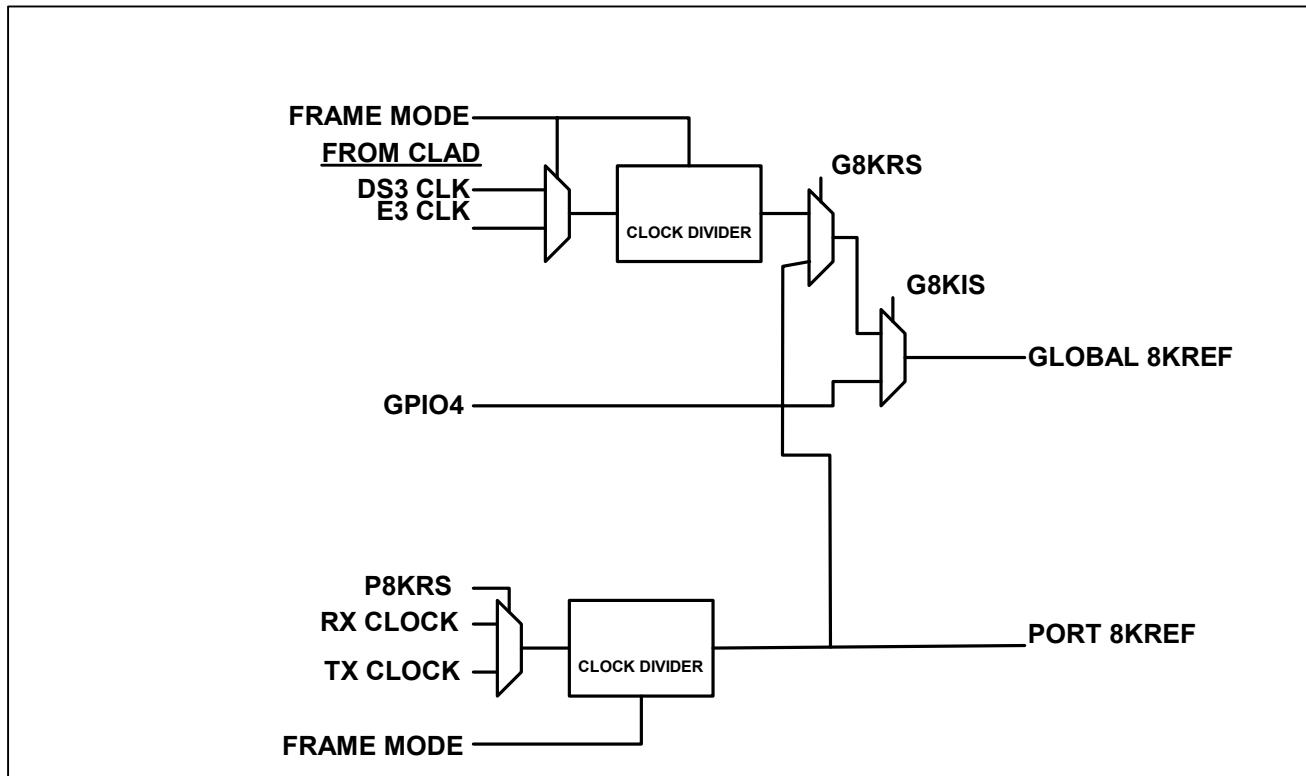 FRAME MODE
FROM CLAD
DS3 CLK
E3 CLK
CLOCK DIVIDER
G8KRS
G8KIS
GLOBAL 8KREF
GPIO4
P8KRS
RX CLOCK
TX CLOCK
CLOCK DIVIDER
PORT 8KREF
FRAME MODE